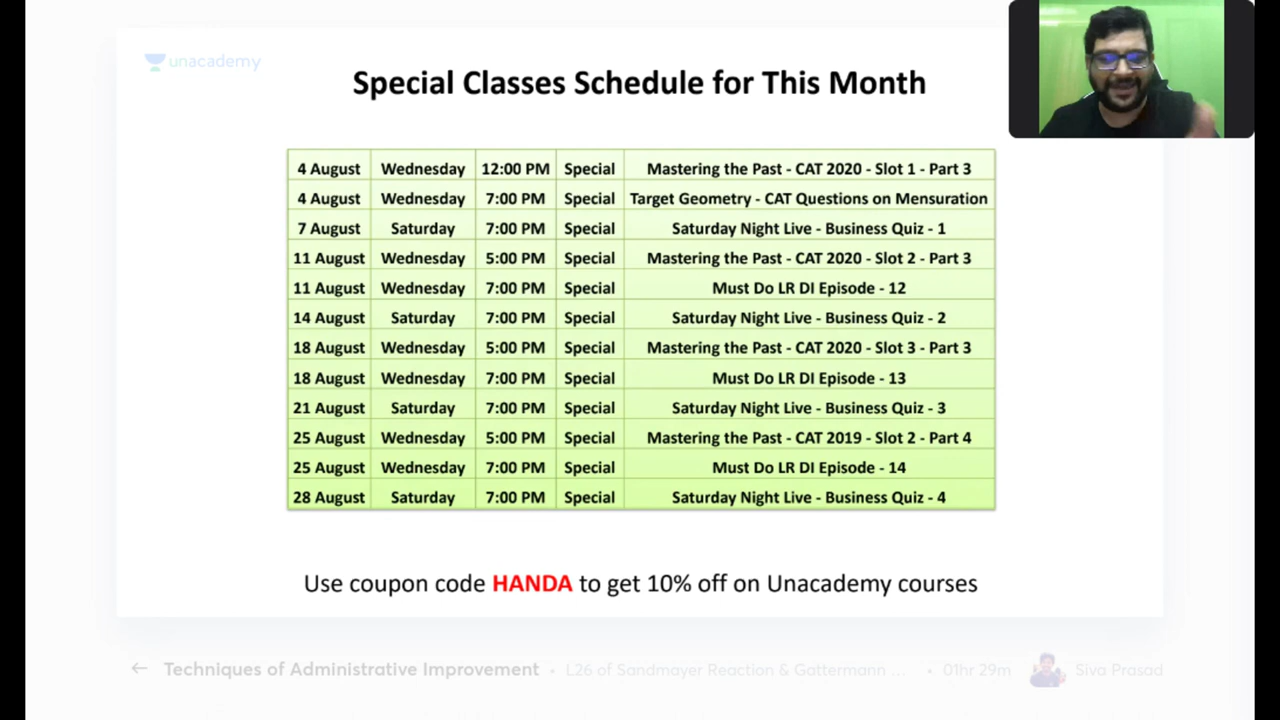 unacademy
Special Classes Schedule for This Month
4 August Wednesday 12:00 PM Special Mastering the Past - CAT 2020 - Slot 1 - Part 3
4 August Wednesday 7:00 PM Special Target Geometry - CAT Questions on Mensuration
7 August Saturday 7:00 PM Special Saturday Night Live - Business Quiz - 1
11 August Wednesday 5:00 PM Special Mastering the Past - CAT 2020 - Slot 2 - Part 3
11 August Wednesday 7:00 PM Special Must Do LR DI Episode - 12
14 August Saturday 7:00 PM Special Saturday Night Live - Business Quiz - 2
18 August Wednesday 5:00 PM Special Mastering the Past - CAT 2020 - Slot 3 - Part 3
18 August Wednesday 7:00 PM Special Must Do LR DI Episode - 13
21 August Saturday 7:00 PM Special Saturday Night Live - Business Quiz - 3
25 August Wednesday 5:00 PM Special Mastering the Past - CAT 2019 - Slot 2 - Part 4
25 August Wednesday 7:00 PM Special Must Do LR DI Episode - 14
28 August Saturday 7:00 PM Special Saturday Night Live - Business Quiz - 4
Use coupon code HANDA to get 10% off on Unacademy courses
← Techniques of Administrative Improvement • L26 of Sandmayer Reaction & Gattermann ... • 01hr 29m Siva Prasad